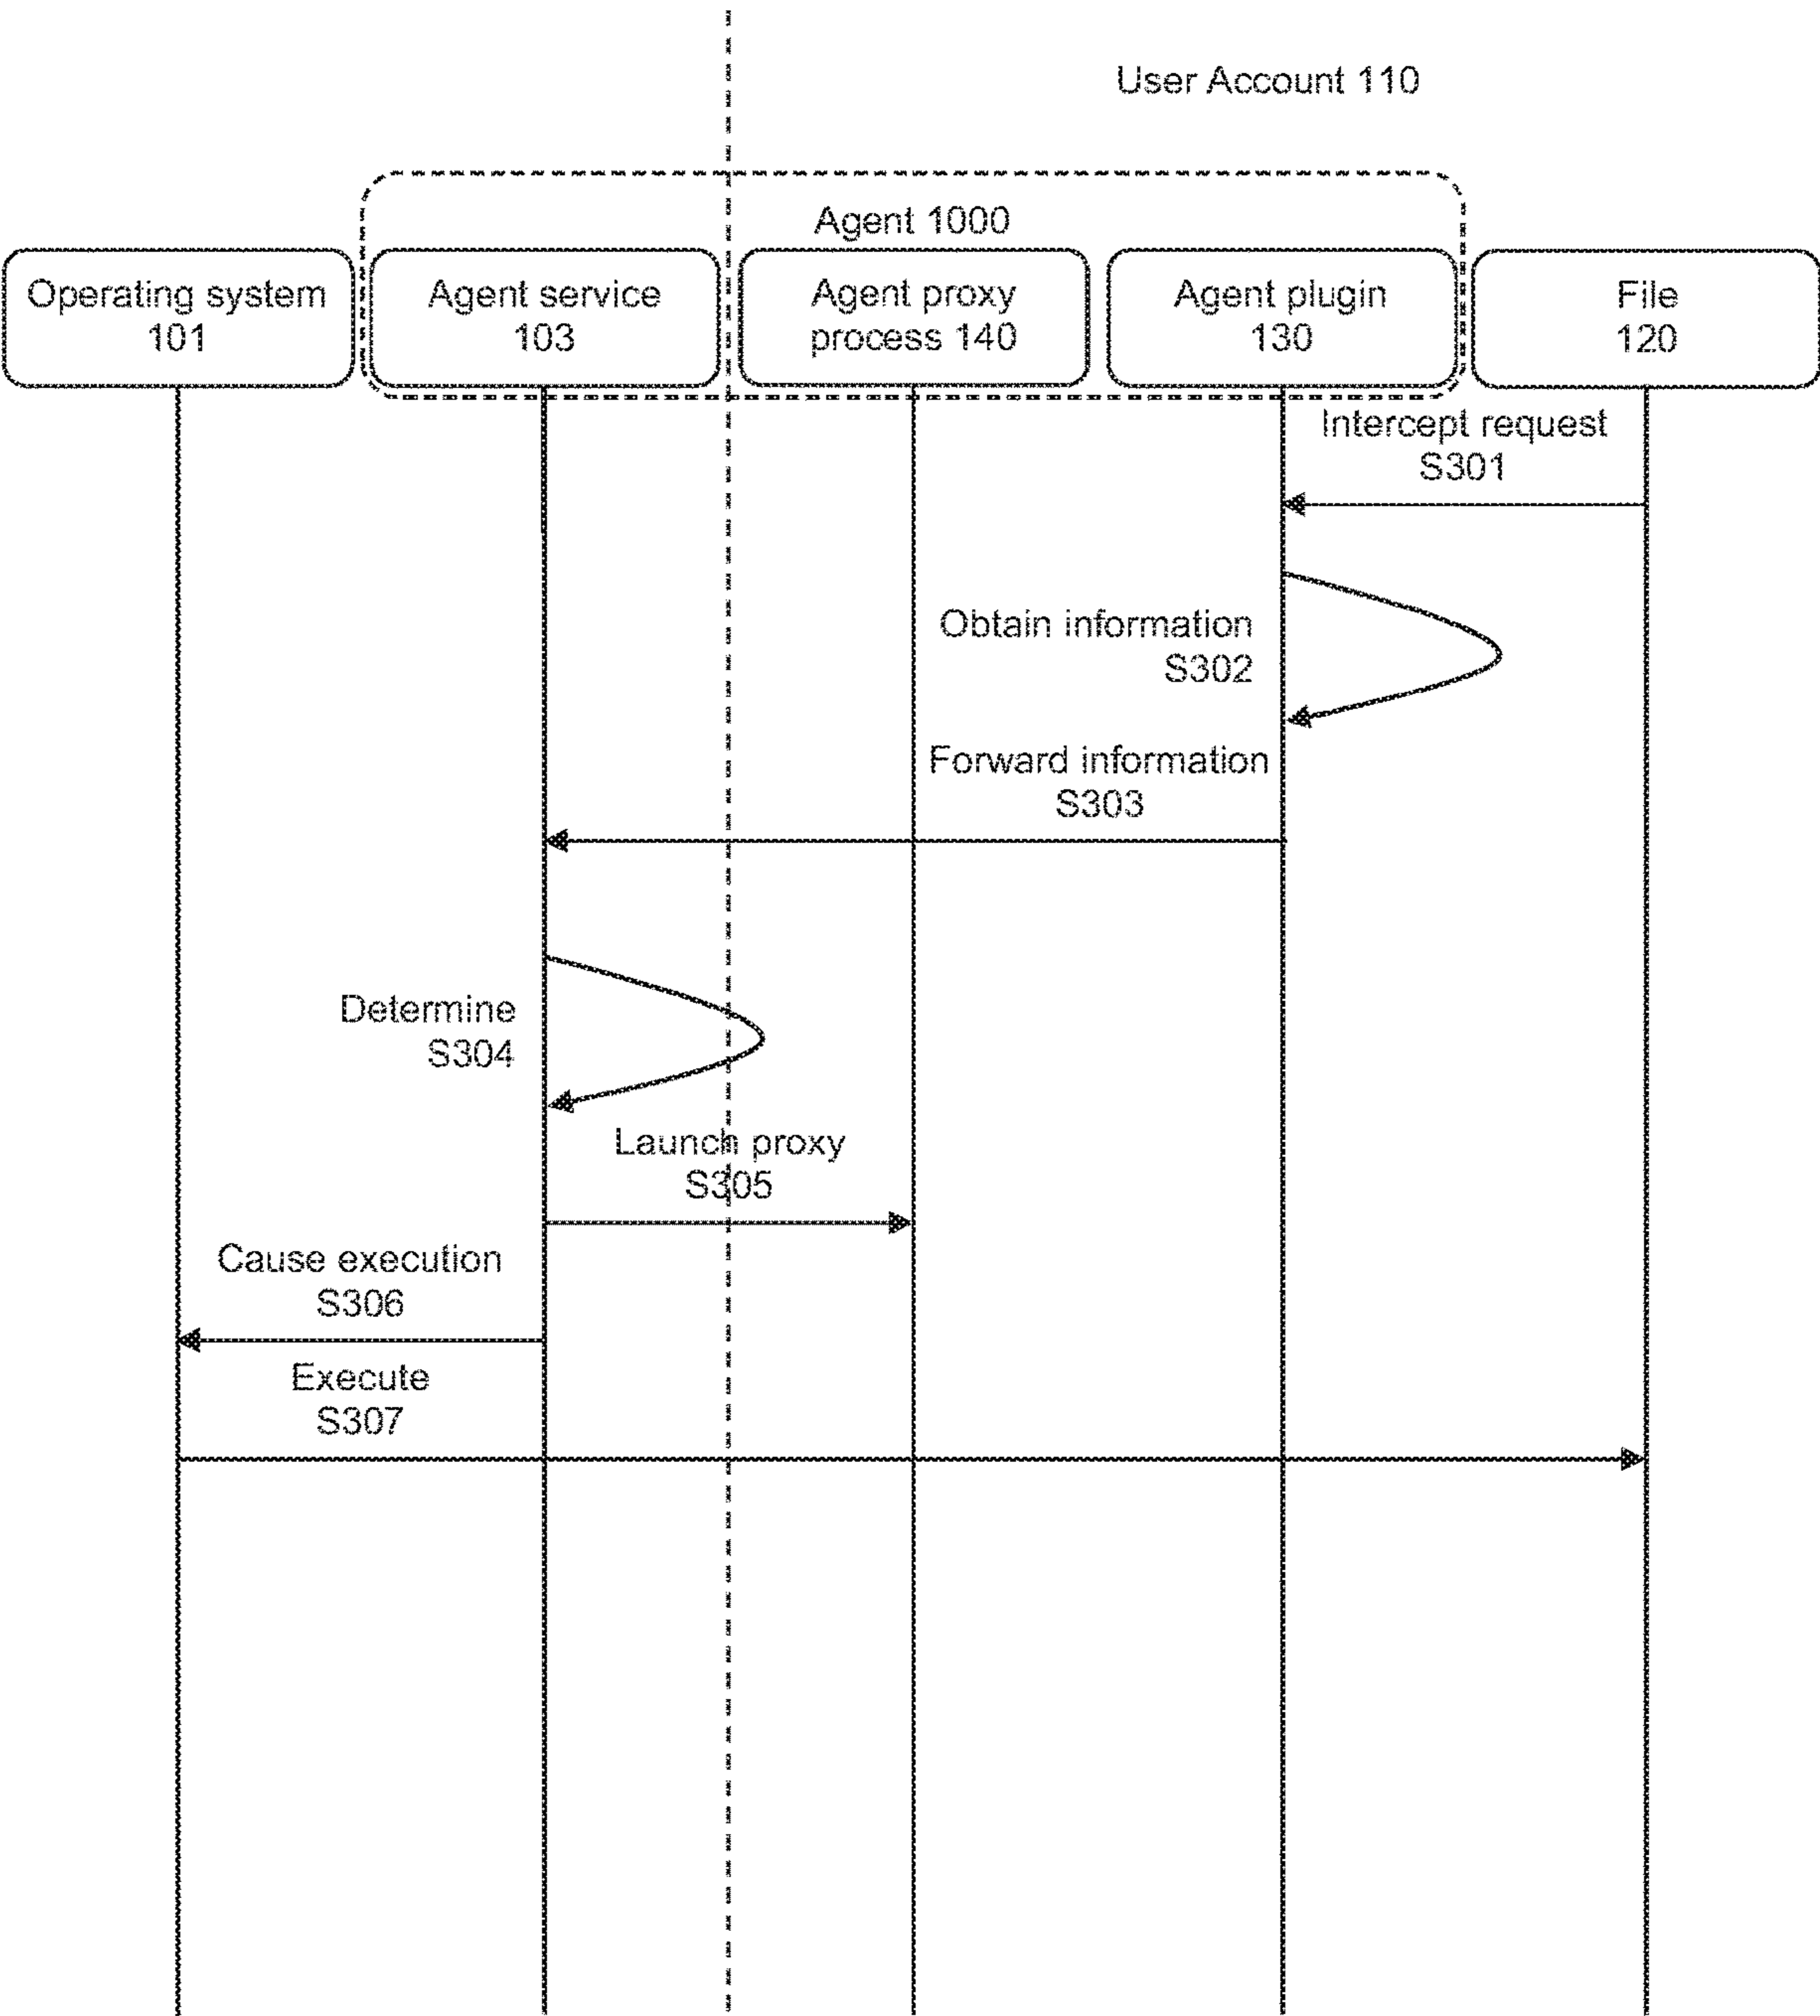 User Account 110
Agent 1000
Operating system
101
Agent service
103
Agent proxy
process 140
Agent plugin
130
File
120
Intercept request
S301
Obtain information
S302
Forward information
S303
Determine
S304
Launch proxy
S305
Cause execution
S306
Execute
S307